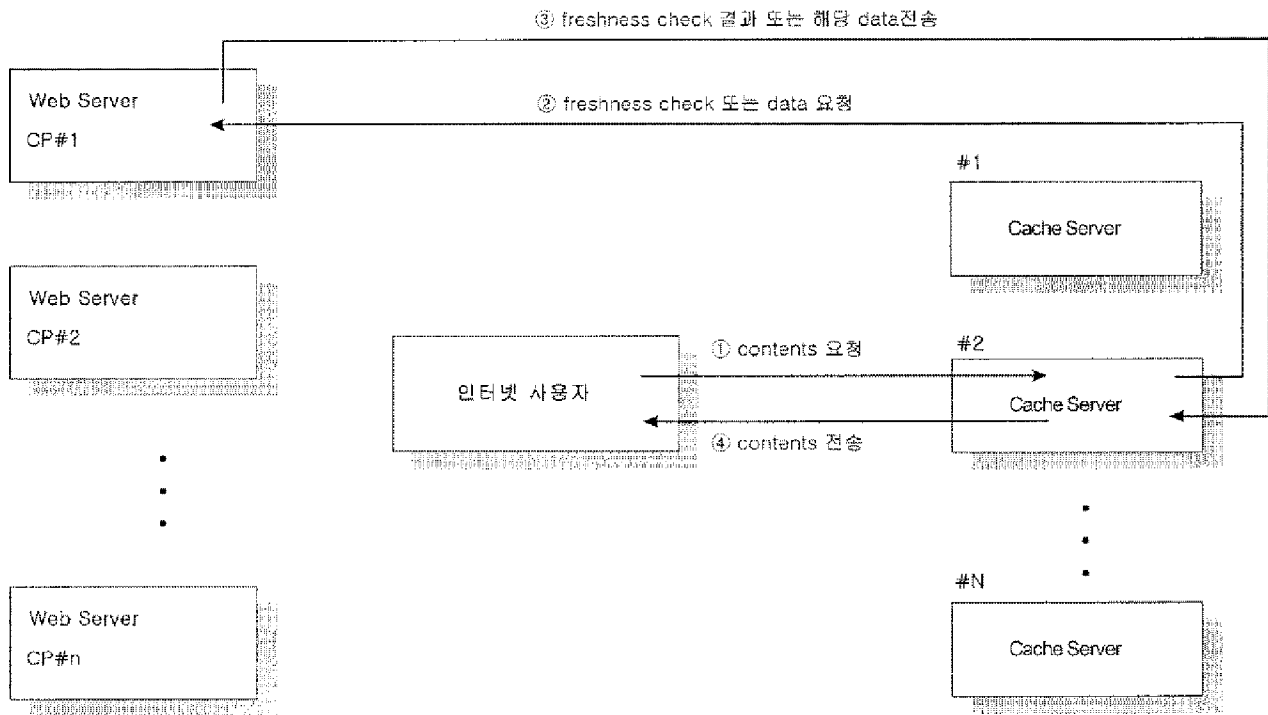 ③ freshness check 결과 또는 해당 data전송
Web Server
CP#1
② freshness check 또는 data 요청
#1
Cache Server
Web Server
CP#2
① contents 요청
#2
인터넷 사용자
Cache Server
④ contents 전송
#N
Web Server
CP#n
Cache Server